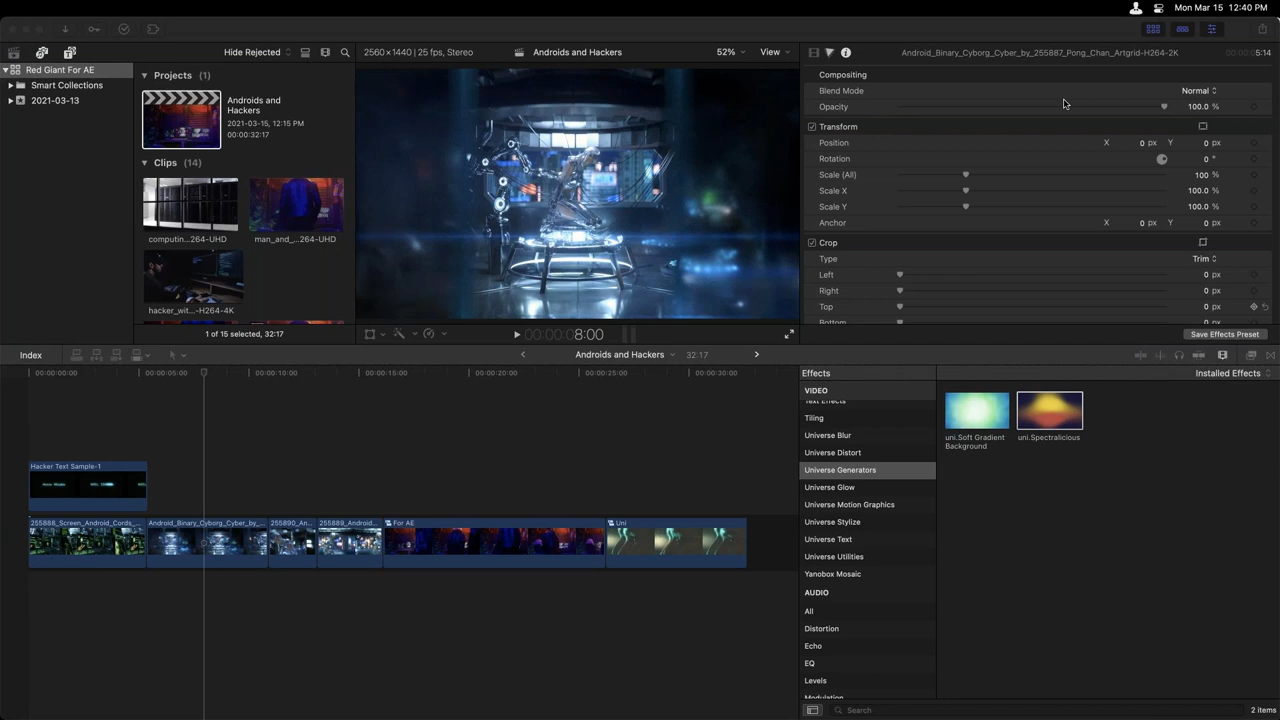 Mon Mar 15 12:40 PM
Hide Rejected
2560×1440 | 25 fps, Stereo
Androids and Hackers
52%
View
Android_Binary_Cyborg_Cyber_by_255887_Pong_Chan_Artgrid-H264-2K
5:14
Red Giant For AE
Smart Collections
2021-03-13
Projects (1)
Androids and
Hackers
2021-03-15, 12:15 PM
00:00:32:17
Clips (14)
computin...264-UHD
man_and_...264-UHD
hacker_wit...-H264-4K
1 of 15 selected, 32:17
00:00:00:08:00
Compositing
Blend Mode
Normal
Opacity
100.0 %
Transform
Position
X 0 px Y 0 px
Rotation
0 °
Scale (All)
100 %
Scale X
100.0 %
Scale Y
100.0 %
Anchor
X 0 px Y 0 px
Crop
Type
Trim
Left
0 px
Right
0 px
Top
0 px
Bottom
Save Effects Preset
Index
Androids and Hackers
32:17
00:00:00:00
00:00:05:00
00:00:10:00
00:00:15:00
00:00:20:00
00:00:25:00
00:00:30:00
Hacker Text Sample-1
255888_Screen_Android_Cords_...
Android_Binary_Cyborg_Cyber_by_...
255890_An...
255889_Android...
For AE
Uni
Effects
Installed Effects
VIDEO
Text Effects
Tiling
Universe Blur
Universe Distort
Universe Generators
Universe Glow
Universe Motion Graphics
Universe Stylize
Universe Text
Universe Utilities
Yanobox Mosaic
AUDIO
All
Distortion
Echo
EQ
Levels
Modulation
uni.Soft Gradient
Background
uni.Spectralicious
Search
2 items